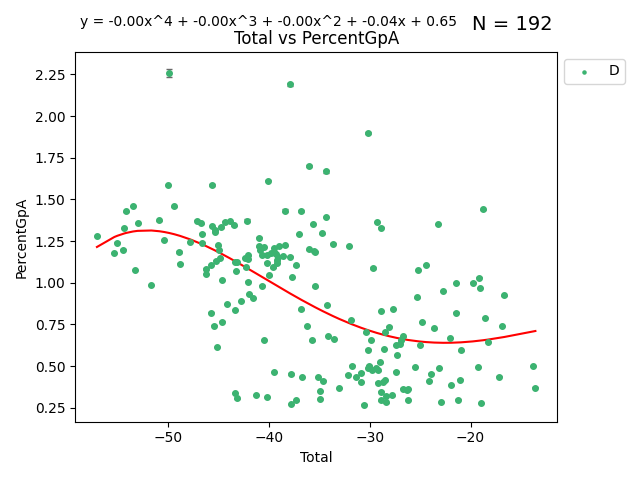 y = -0.00x^4 + -0.00x^3 + -0.00x^2 + -0.04x + 0.65
N = 192
Total vs PercentGpA
D
PercentGpA
2.25
2.00
1.75
1.50
1.25
1.00
0.75
0.50
0.25
−50 −40 −30 −20
Total